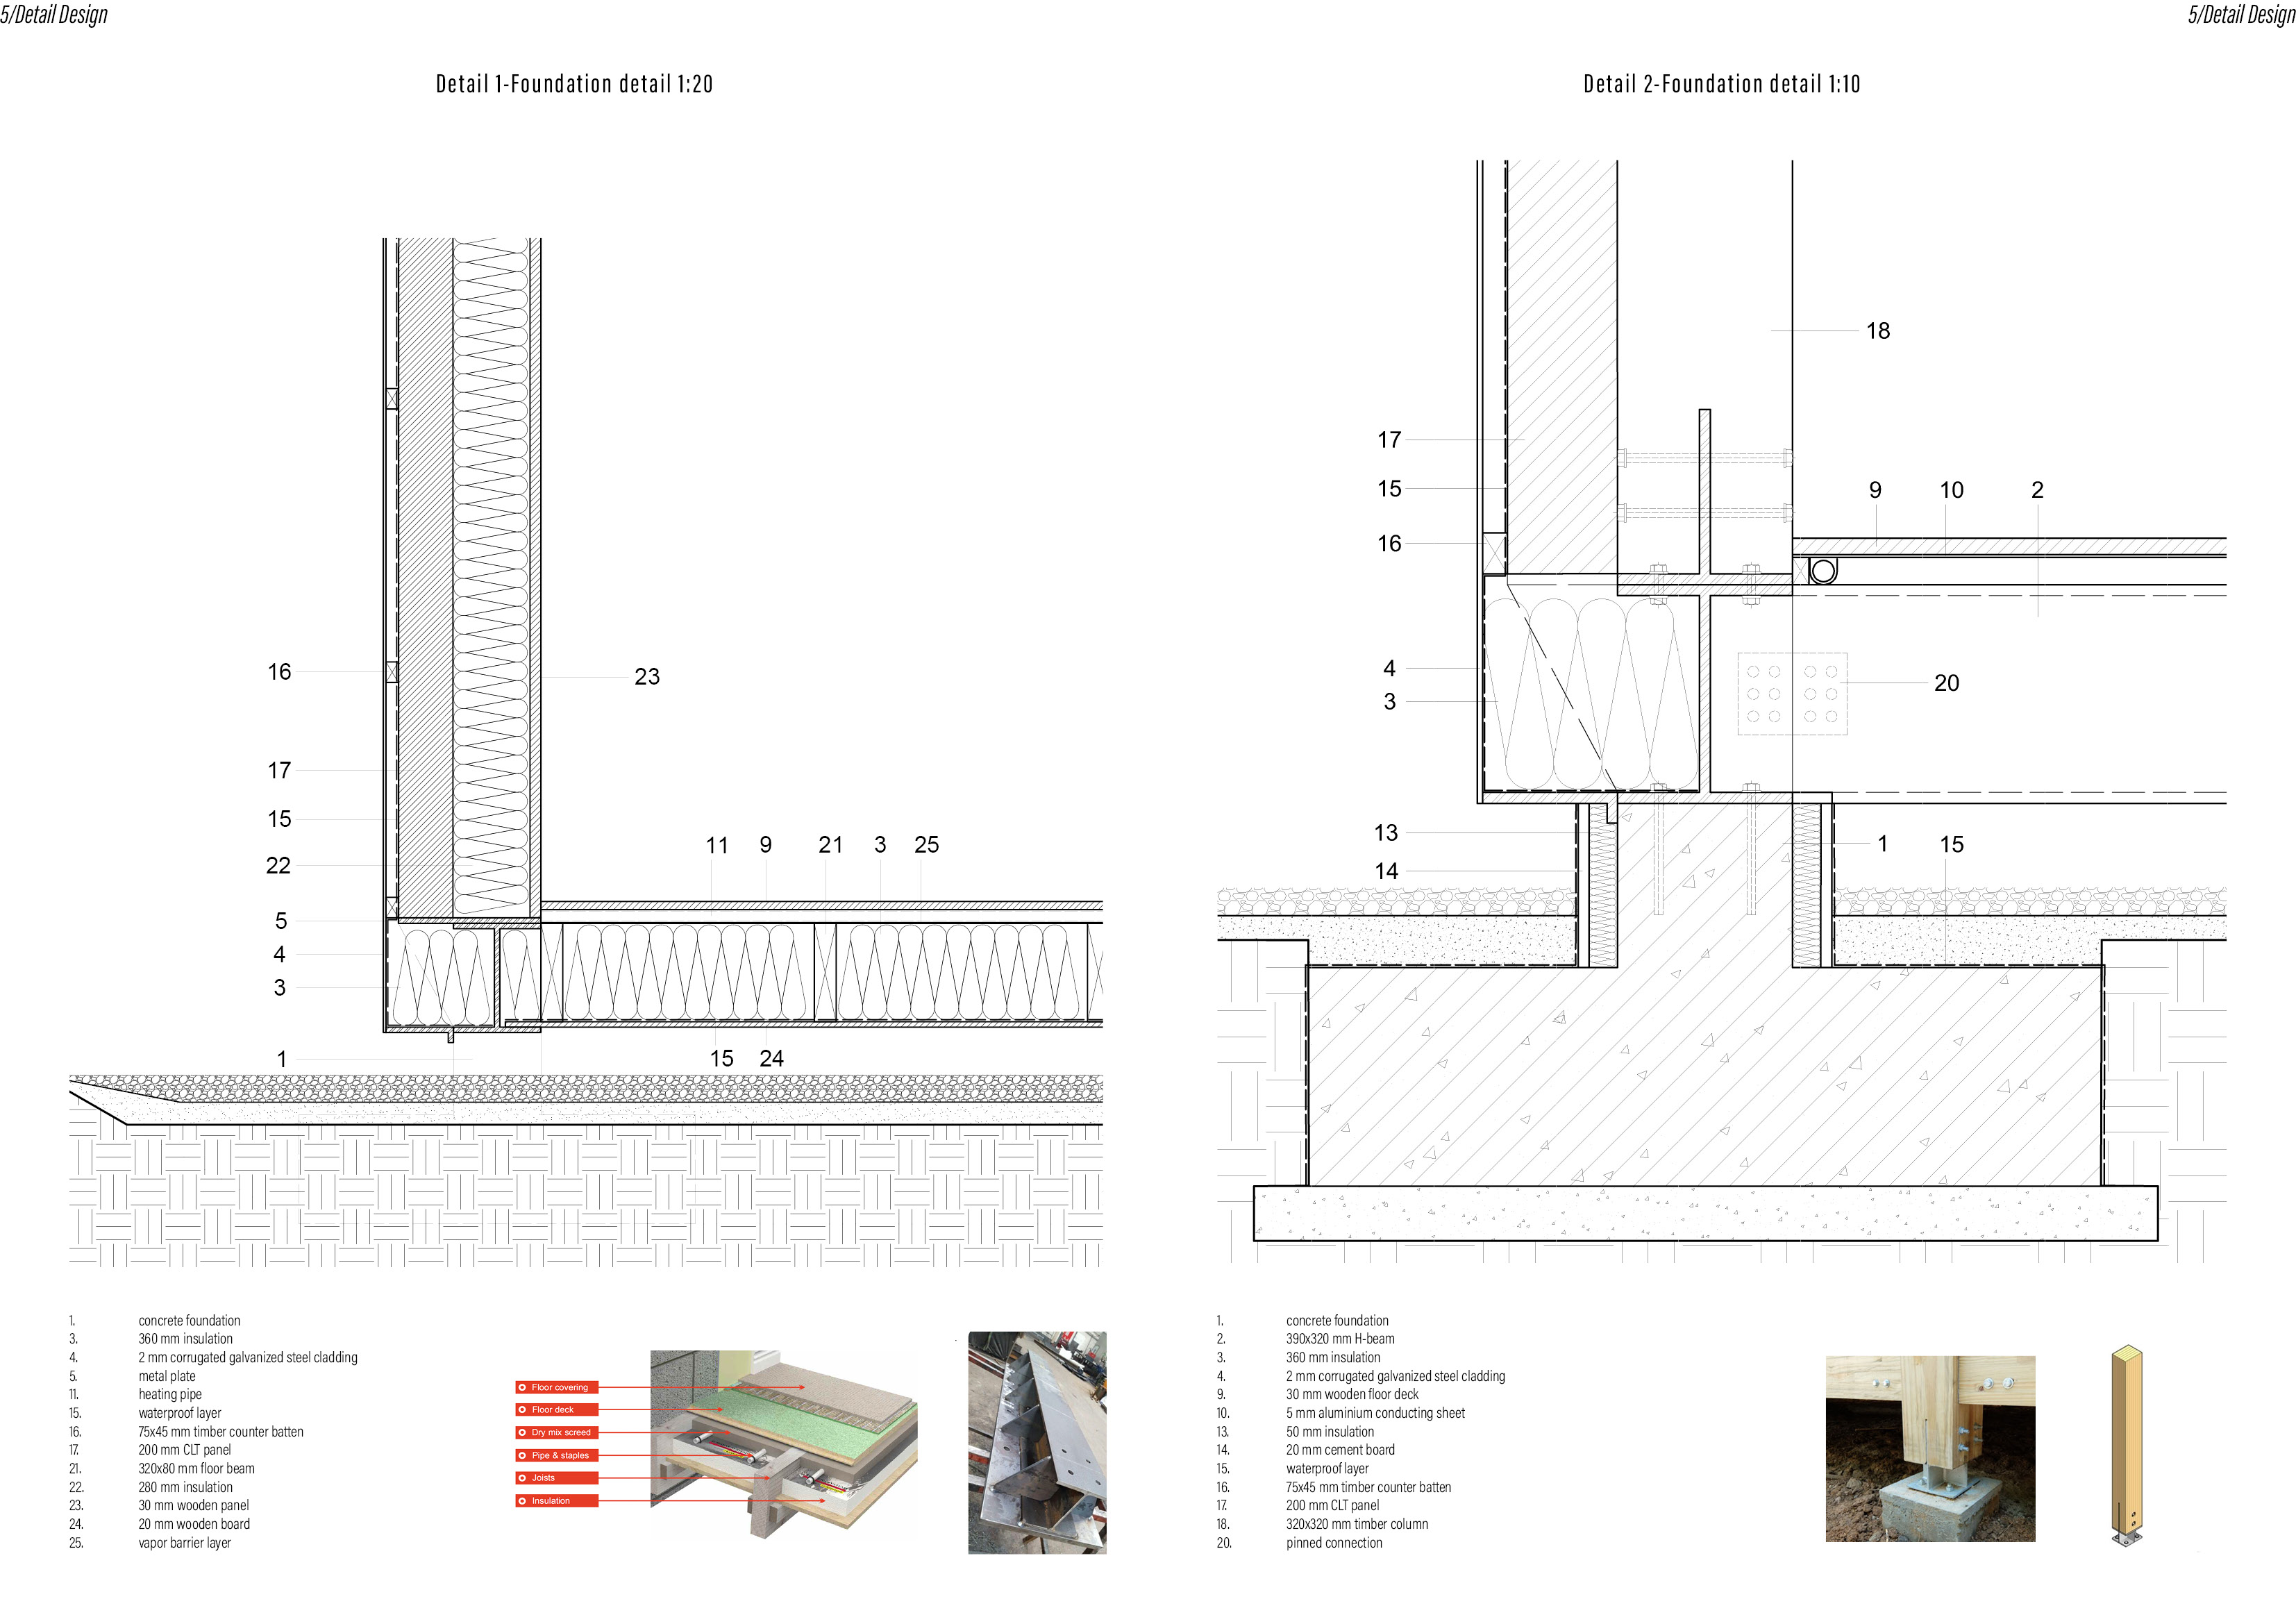 5/Detail Design
5/Detail Design
Detail 1-Foundation detail 1:20
16
17
15
22
5
4
3
1
23
11 9 21 3 25
15 24
1. concrete foundation
3. 360 mm insulation
4. 2 mm corrugated galvanized steel cladding
5. metal plate
11. heating pipe
15. waterproof layer
16. 75x45 mm timber counter batten
17. 200 mm CLT panel
21. 320x80 mm floor beam
22. 280 mm insulation
23. 30 mm wooden panel
24. 20 mm wooden board
25. vapor barrier layer
Floor covering
Floor deck
Dry mix screed
Pipe & staples
Joists
Insulation
Detail 2-Foundation detail 1:10
18
17
15
16
9 10 2
4
3
20
13
14
1 15
1. concrete foundation
2. 390x320 mm H-beam
3. 360 mm insulation
4. 2 mm corrugated galvanized steel cladding
9. 30 mm wooden floor deck
10. 5 mm aluminium conducting sheet
13. 50 mm insulation
14. 20 mm cement board
15. waterproof layer
16. 75x45 mm timber counter batten
17. 200 mm CLT panel
18. 320x320 mm timber column
20. pinned connection